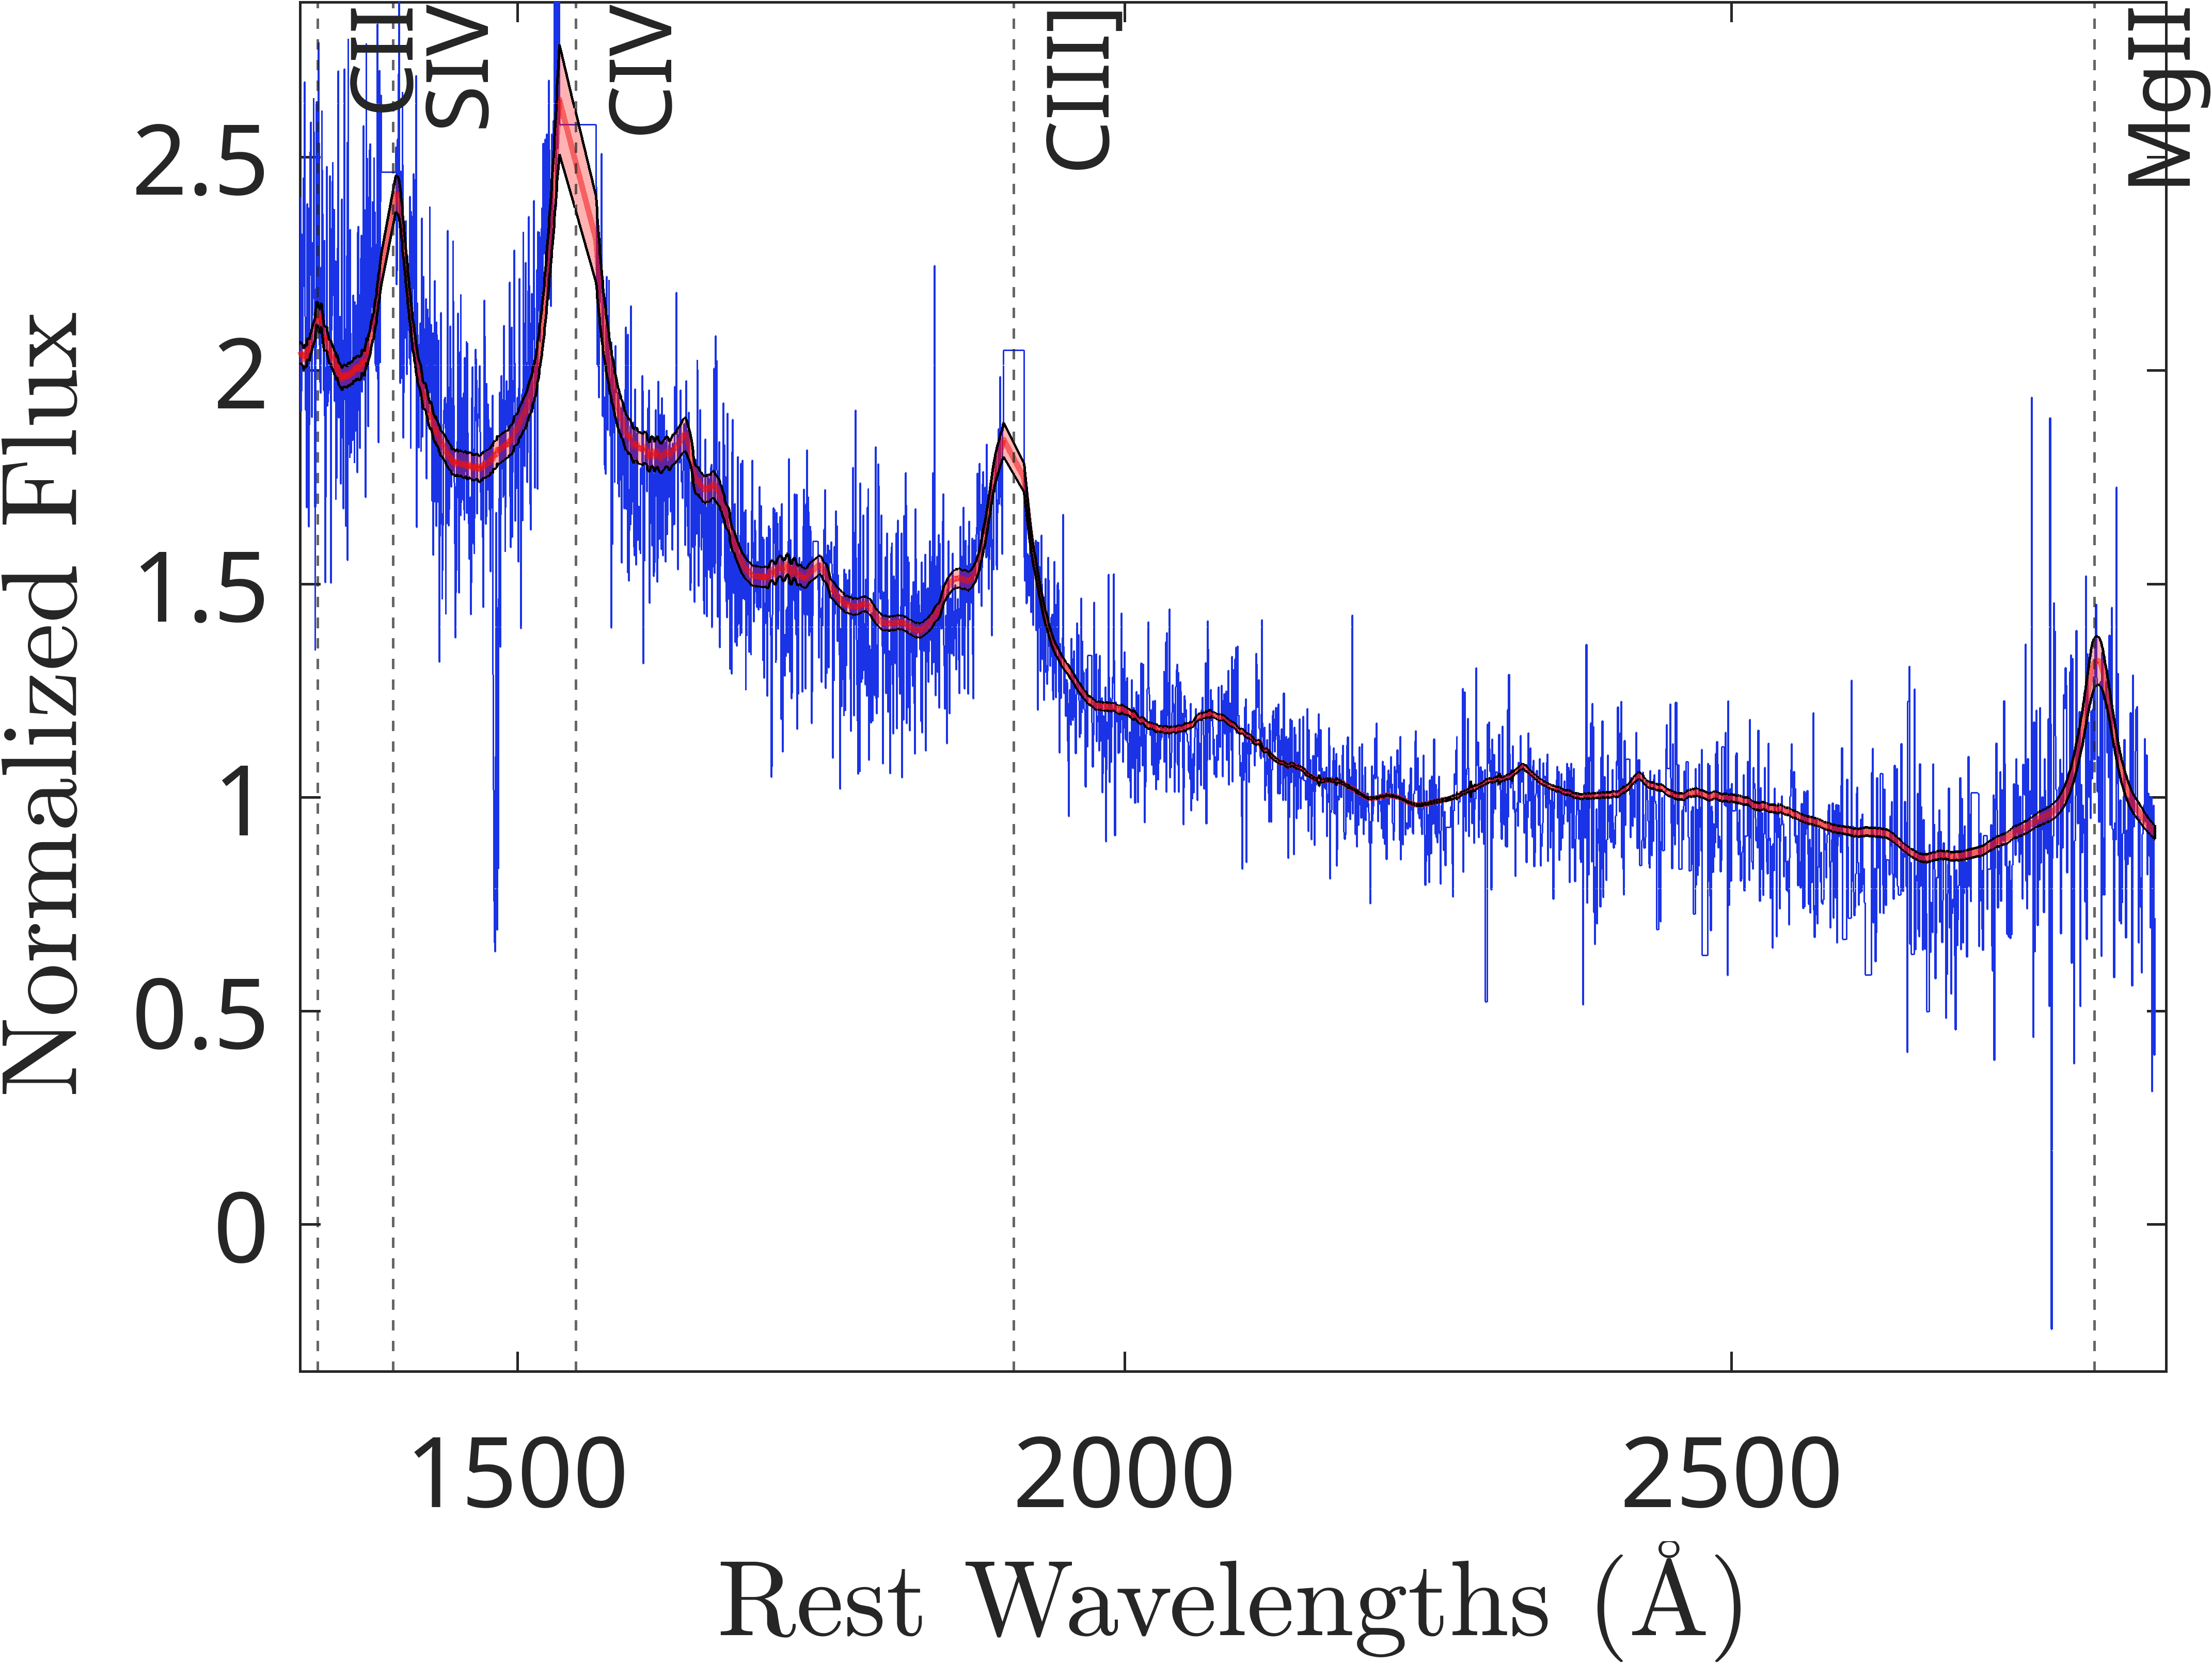 CII
SIV
CIV
CIII]
MgII
2.5
2
1.5
1
0.5
0
Normalized Flux
1500
2000
2500
Rest Wavelengths (Å)